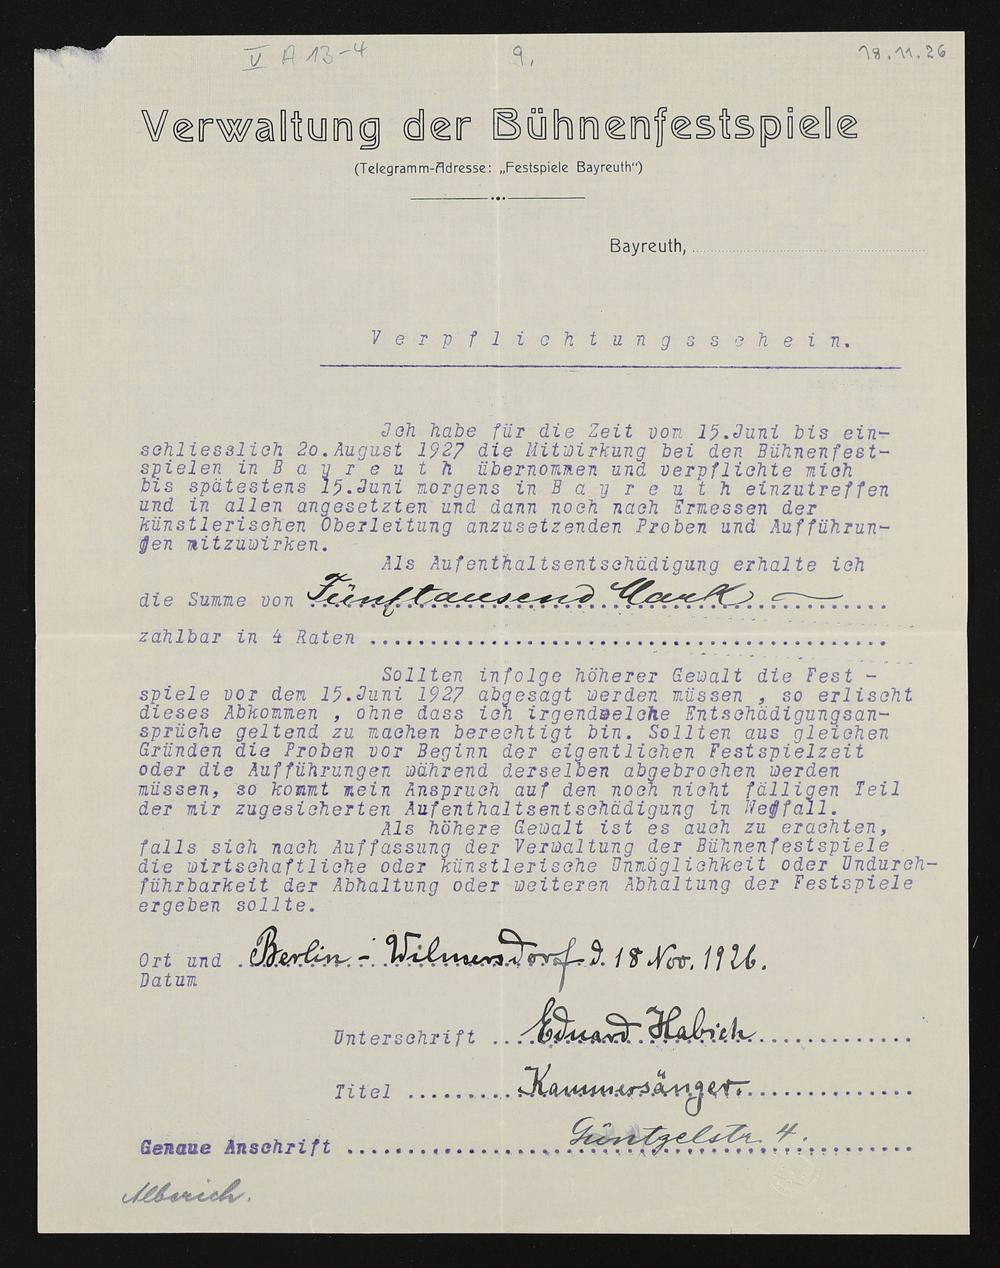 V A 13-4 9. 18.11.26
Verwaltung der Bühnenfestspiele
(Telegramm-Adresse: „Festspiele Bayreuth“)
Bayreuth,
Verpflichtungsschein.
Ich habe für die Zeit vom 15.Juni bis ein-
schliesslich 2o.August 1927 die Mitwirkung bei den Bühnenfest-
spielen in B a y r e u t h übernommen und verpflichte mich
bis spätestens 15.Juni morgens in B a y r e u t h einzutreffen
und in allen angesetzten und dann noch nach Ermessen der
künstlerischen Oberleitung anzusetzenden Proben und Aufführun-
gen mitzuwirken.
Als Aufenthaltsentschädigung erhalte ich
die Summe von Fünftausend Mark
zahlbar in 4 Raten ....................
Sollten infolge höherer Gewalt die Fest -
spiele vor dem 15.Juni 1927 abgesagt werden müssen , so erlischt
dieses Abkommen , ohne dass ich irgendwelche Entschädigungsan-
sprüche geltend zu machen berechtigt bin. Sollten aus gleichen
Gründen die Proben vor Beginn der eigentlichen Festspielzeit
oder die Aufführungen während derselben abgebrochen werden
müssen, so kommt mein Anspruch auf den noch nicht fälligen Teil
der mir zugesicherten Aufenthaltsentschädigung in Wegfall.
Als höhere Gewalt ist es auch zu erachten,
falls sich nach Auffassung der Verwaltung der Bühnenfestspiele
die wirtschaftliche oder künstlerische Unmöglichkeit oder Undurch-
führbarkeit der Abhaltung oder weiteren Abhaltung der Festspiele
ergeben sollte.
Ort und Berlin - Wilmersdorf d. 18 Nov. 1926.
Datum
Unterschrift Eduard Habich
Titel Kammersänger.
Genaue Anschrift Güntzelstr. 4.
Alberich.